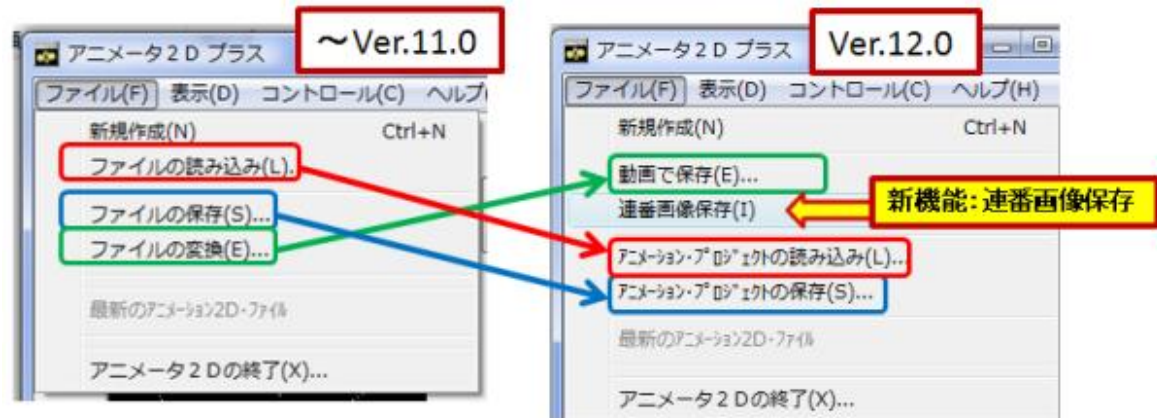 ～Ver.11.0
アニメータ２Ｄ プラス
ファイル(F) 表示(D) コントロール(C) ヘルプ(
新規作成(N) Ctrl+N
ファイルの読み込み(L).
ファイルの保存(S)...
ファイルの変換(E)...
最新のｱﾆﾒｰｼｮﾝ2D･ﾌｧｲﾙ
アニメータ２Ｄの終了(X)...
Ver.12.0
アニメータ２Ｄ プラス
ファイル(F) 表示(D) コントロール(C) ヘルプ(H)
新規作成(N) Ctrl+N
動画で保存(E)...
連番画像保存(I)
新機能：連番画像保存
ｱﾆﾒｰｼｮﾝ･ﾌﾟﾛｼﾞｪｸﾄの読み込み(L)...
ｱﾆﾒｰｼｮﾝ･ﾌﾟﾛｼﾞｪｸﾄの保存(S)...
最新のｱﾆﾒｰｼｮﾝ2D･ﾌｧｲﾙ
アニメータ２Ｄの終了(X)...